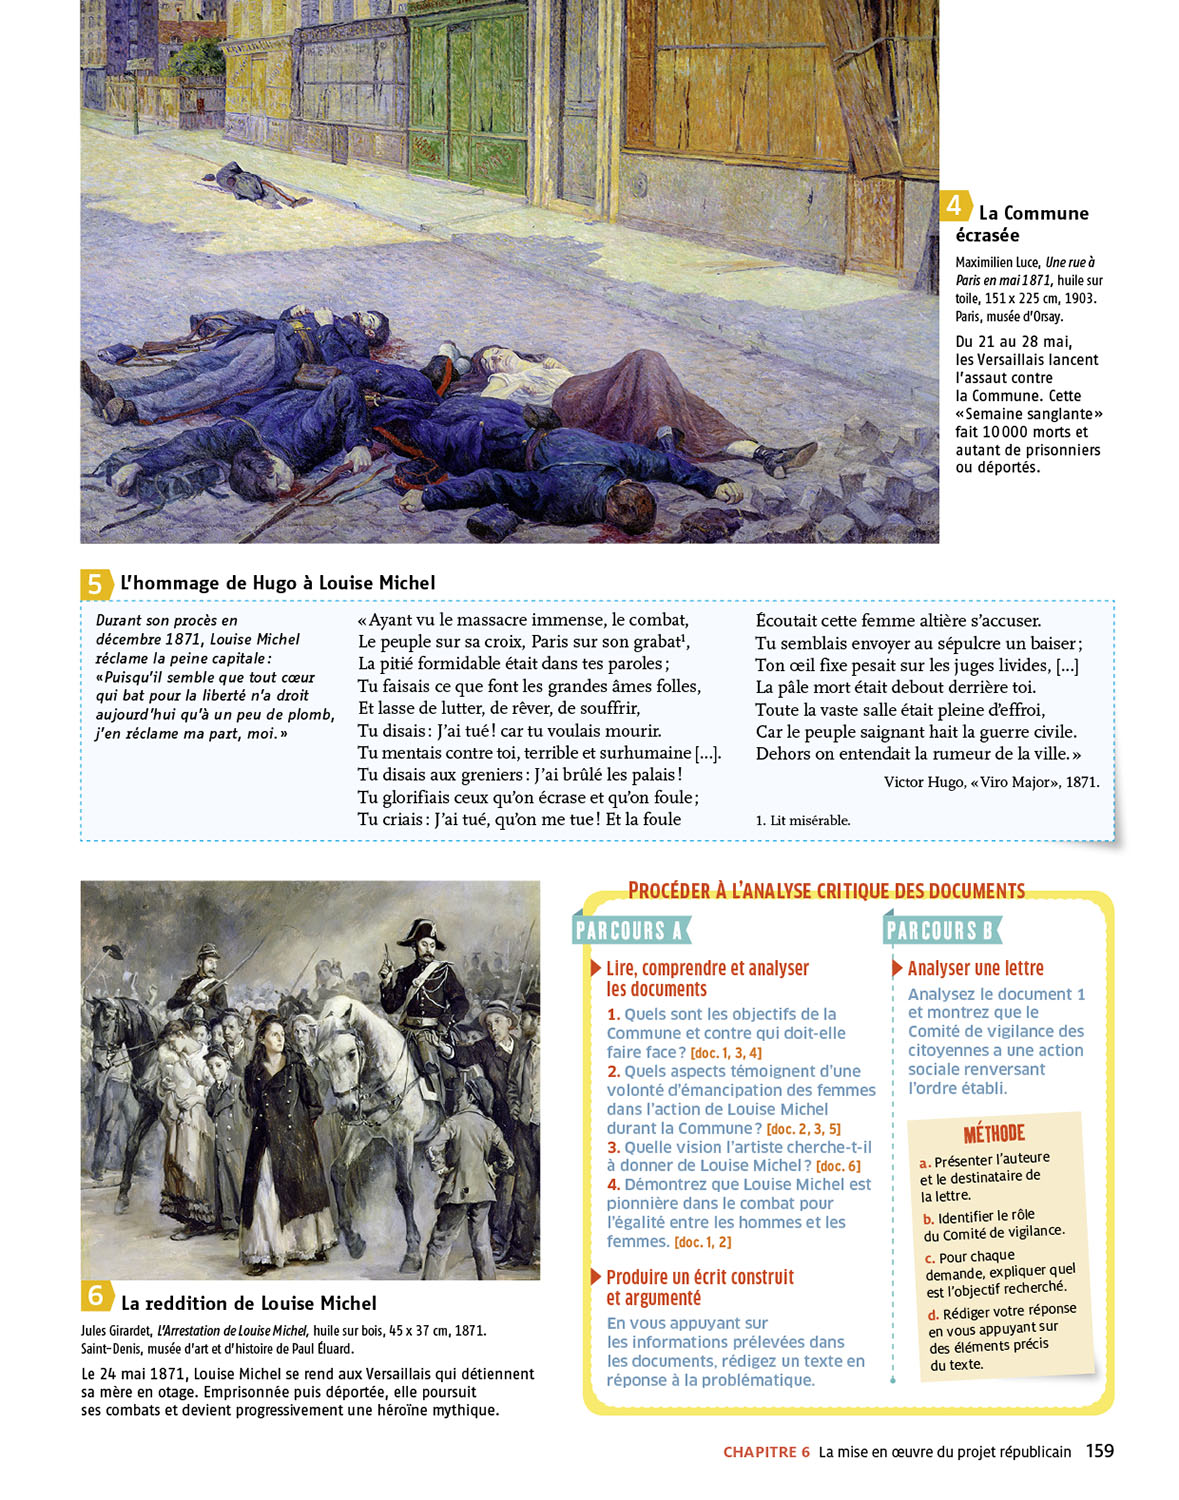 4 La Commune
écrasée
Maximilien Luce, Une rue à
Paris en mai 1871, huile sur
toile, 151 x 225 cm, 1903.
Paris, musée d'Orsay.
Du 21 au 28 mai,
les Versaillais lancent
l'assaut contre
la Commune. Cette
«Semaine sanglante»
fait 10000 morts et
autant de prisonniers
ou déportés.
5 L'hommage de Hugo à Louise Michel
Durant son procès en
décembre 1871, Louise Michel
réclame la peine capitale :
«Puisqu'il semble que tout cœur
qui bat pour la liberté n'a droit
aujourd'hui qu'à un peu de plomb,
j'en réclame ma part, moi.»
« Ayant vu le massacre immense, le combat,
Le peuple sur sa croix, Paris sur son grabat¹,
La pitié formidable était dans tes paroles ;
Tu faisais ce que font les grandes âmes folles,
Et lasse de lutter, de rêver, de souffrir,
Tu disais : J'ai tué ! car tu voulais mourir.
Tu mentais contre toi, terrible et surhumaine [...].
Tu disais aux greniers : J'ai brûlé les palais !
Tu glorifiais ceux qu'on écrase et qu'on foule ;
Tu criais : J'ai tué, qu'on me tue ! Et la foule
Écoutait cette femme altière s'accuser.
Tu semblais envoyer au sépulcre un baiser ;
Ton œil fixe pesait sur les juges livides, [...]
La pâle mort était debout derrière toi.
Toute la vaste salle était pleine d'effroi,
Car le peuple saignant hait la guerre civile.
Dehors on entendait la rumeur de la ville. »
Victor Hugo, « Viro Major », 1871.
1. Lit misérable.
6 La reddition de Louise Michel
Jules Girardet, L'Arrestation de Louise Michel, huile sur bois, 45 x 37 cm, 1871.
Saint-Denis, musée d'art et d'histoire de Paul Éluard.
Le 24 mai 1871, Louise Michel se rend aux Versaillais qui détiennent
sa mère en otage. Emprisonnée puis déportée, elle poursuit
ses combats et devient progressivement une héroïne mythique.
PROCÉDER À L'ANALYSE CRITIQUE DES DOCUMENTS
PARCOURS A
Lire, comprendre et analyser
les documents
1. Quels sont les objectifs de la
Commune et contre qui doit-elle
faire face ? [doc. 1, 3, 4]
2. Quels aspects témoignent d'une
volonté d'émancipation des femmes
dans l'action de Louise Michel
durant la Commune ? [doc. 2, 3, 5]
3. Quelle vision l'artiste cherche-t-il
à donner de Louise Michel ? [doc. 6]
4. Démontrez que Louise Michel est
pionnière dans le combat pour
l'égalité entre les hommes et les
femmes. [doc. 1, 2]
Produire un écrit construit
et argumenté
En vous appuyant sur
les informations prélevées dans
les documents, rédigez un texte en
réponse à la problématique.
PARCOURS B
Analyser une lettre
Analysez le document 1
et montrez que le
Comité de vigilance des
citoyennes a une action
sociale renversant
l'ordre établi.
MÉTHODE
a. Présenter l'auteure
et le destinataire de
la lettre.
b. Identifier le rôle
du Comité de vigilance.
c. Pour chaque
demande, expliquer quel
est l'objectif recherché.
d. Rédiger votre réponse
en vous appuyant sur
des éléments précis
du texte.
CHAPITRE 6 La mise en œuvre du projet républicain 159